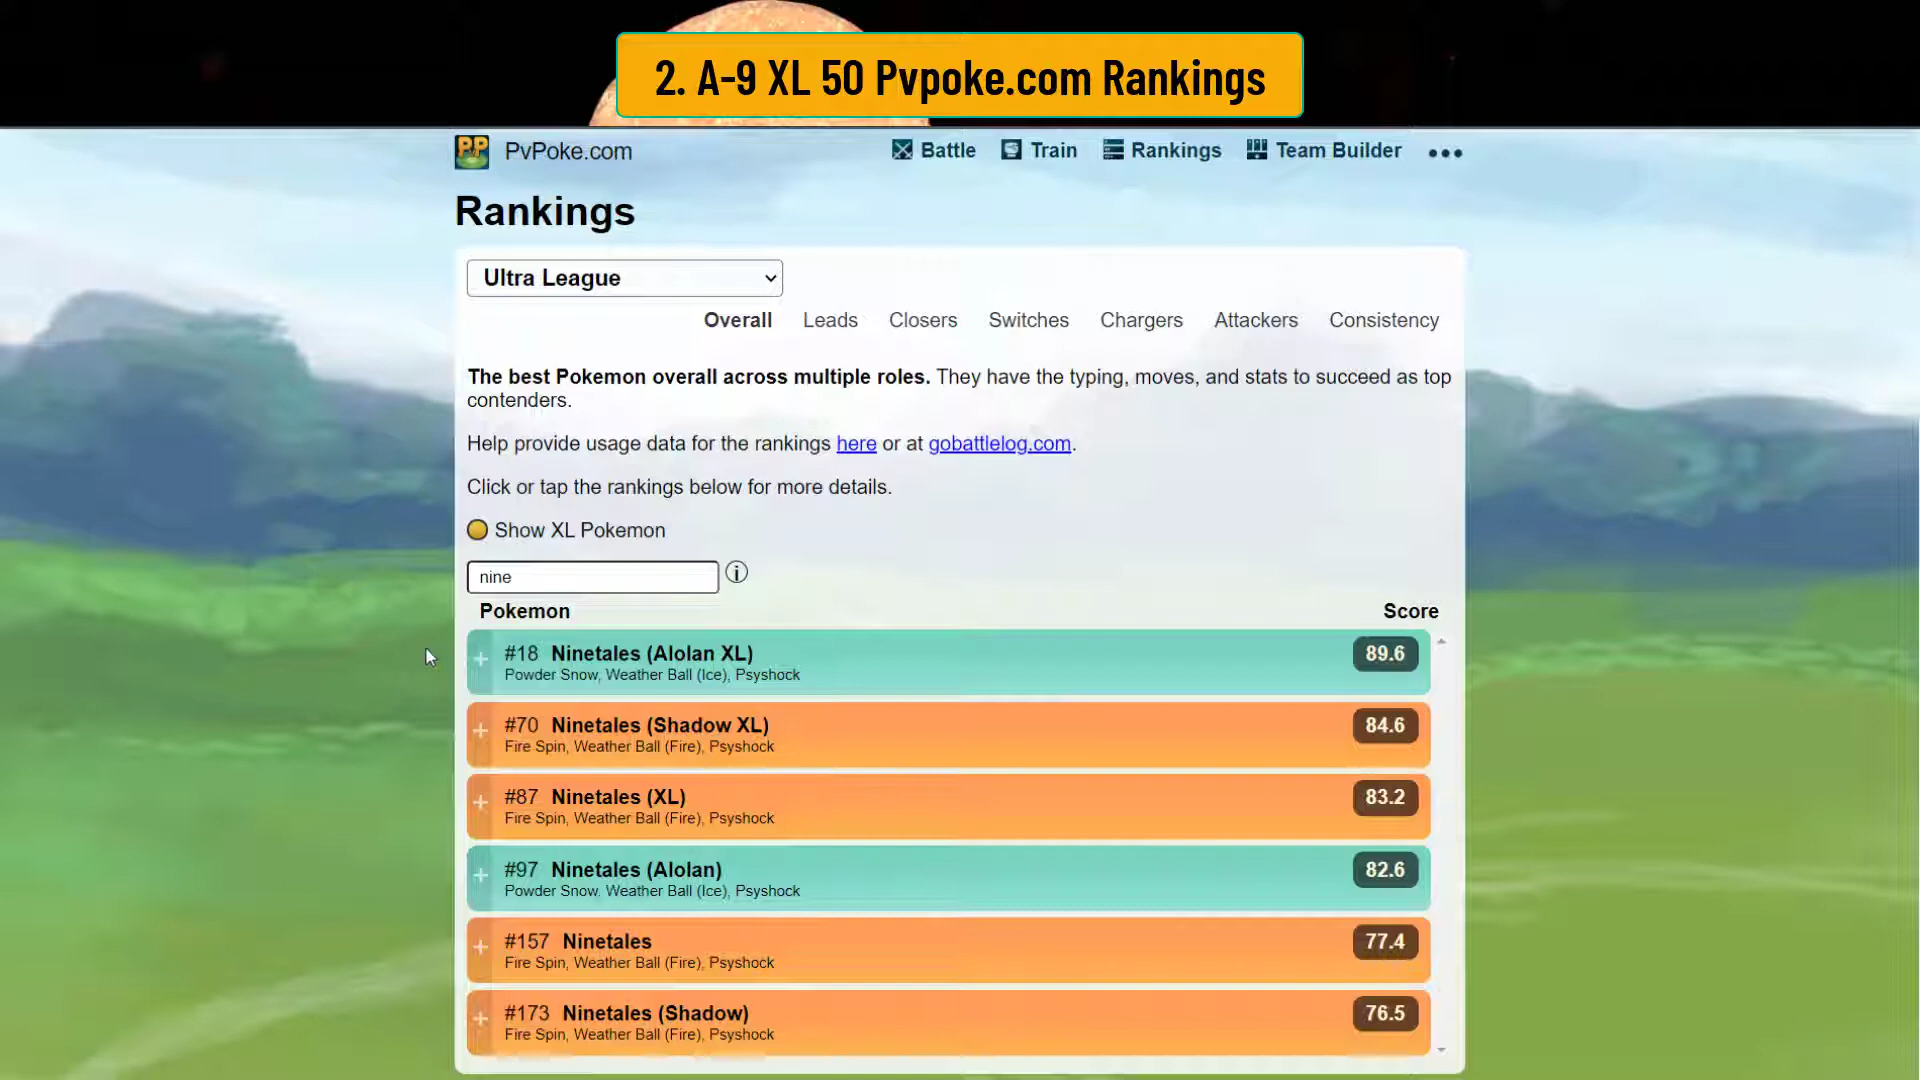 2. A-9 XL 50 Pvpoke.com Rankings
PP PvPoke.com Battle Train Rankings Team Builder
Rankings
Ultra League
Overall Leads Closers Switches Chargers Attackers Consistency
The best Pokemon overall across multiple roles. They have the typing, moves, and stats to succeed as top
contenders.
Help provide usage data for the rankings here or at gobattlelog.com.
Click or tap the rankings below for more details.
Show XL Pokemon
nine
Pokemon Score
#18 Ninetales (Alolan XL) 89.6
Powder Snow, Weather Ball (Ice), Psyshock
#70 Ninetales (Shadow XL) 84.6
Fire Spin, Weather Ball (Fire), Psyshock
#87 Ninetales (XL) 83.2
Fire Spin, Weather Ball (Fire), Psyshock
#97 Ninetales (Alolan) 82.6
Powder Snow, Weather Ball (Ice), Psyshock
#157 Ninetales 77.4
Fire Spin, Weather Ball (Fire), Psyshock
#173 Ninetales (Shadow) 76.5
Fire Spin, Weather Ball (Fire), Psyshock